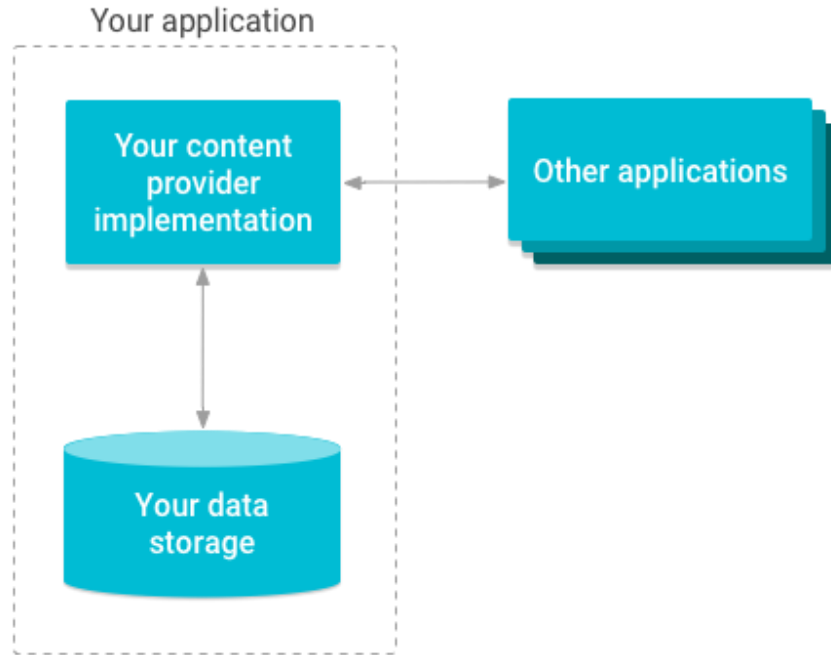 Your application
Your content
provider
implementation
Other applications
Your data
storage